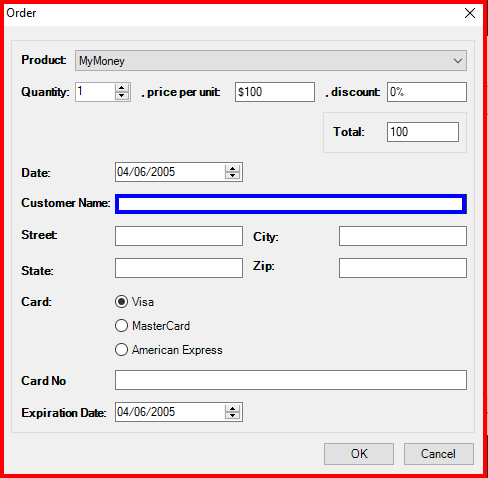 Order
Product: MyMoney
Quantity: 1 , price per unit: $100 , discount: 0%
Total: 100
Date: 04/06/2005
Customer Name:
Street: City:
State: Zip:
Card: Visa
MasterCard
American Express
Card No
Expiration Date: 04/06/2005
OK Cancel